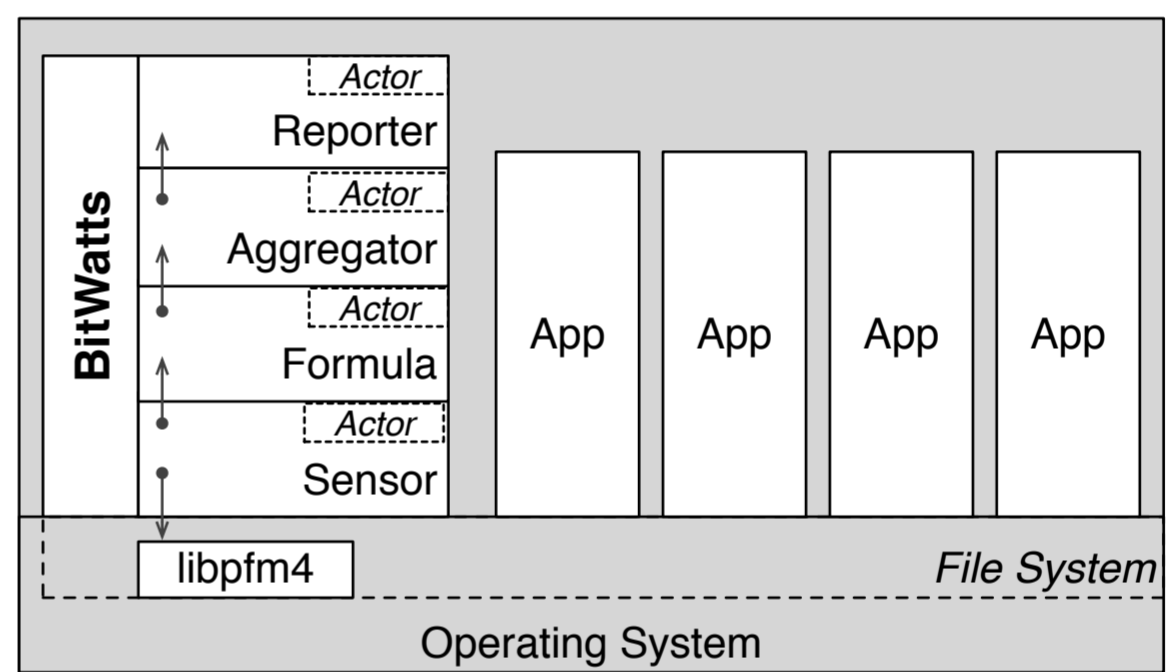 BitWatts
Actor
Reporter
Actor
Aggregator
Actor
Formula
Actor
Sensor
App
App
App
App
libpfm4
File System
Operating System